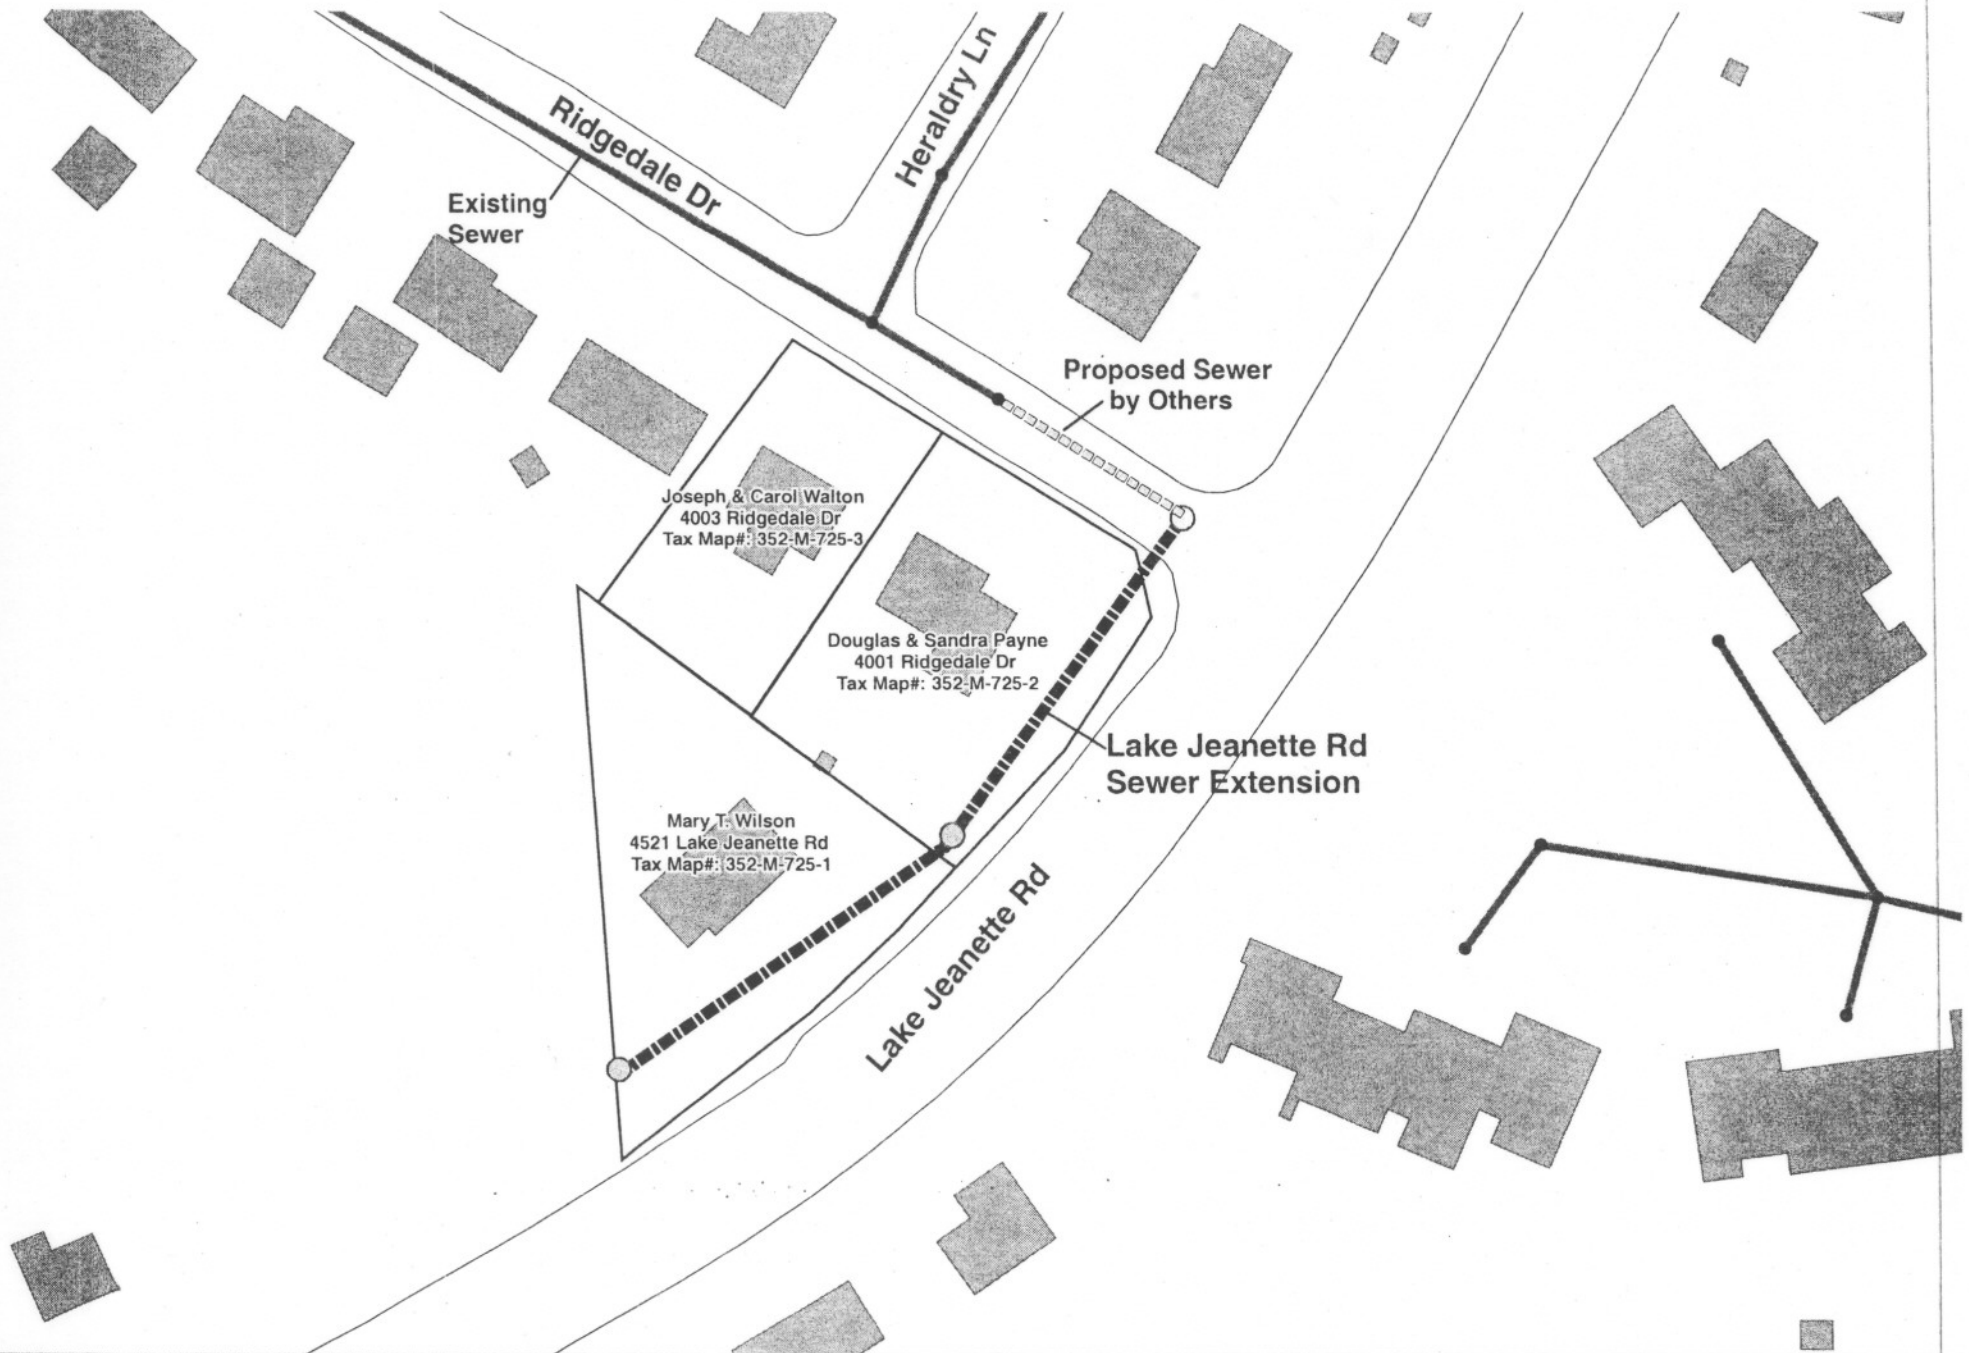 Ridgedale Dr
Heraldry Ln
Existing
Sewer
Proposed Sewer
by Others
Joseph & Carol Walton
4003 Ridgedale Dr
Tax Map#: 352-M-725-3
Douglas & Sandra Payne
4001 Ridgedale Dr
Tax Map#: 352-M-725-2
Lake Jeanette Rd
Sewer Extension
Mary T. Wilson
4521 Lake Jeanette Rd
Tax Map#: 352-M-725-1
Lake Jeanette Rd